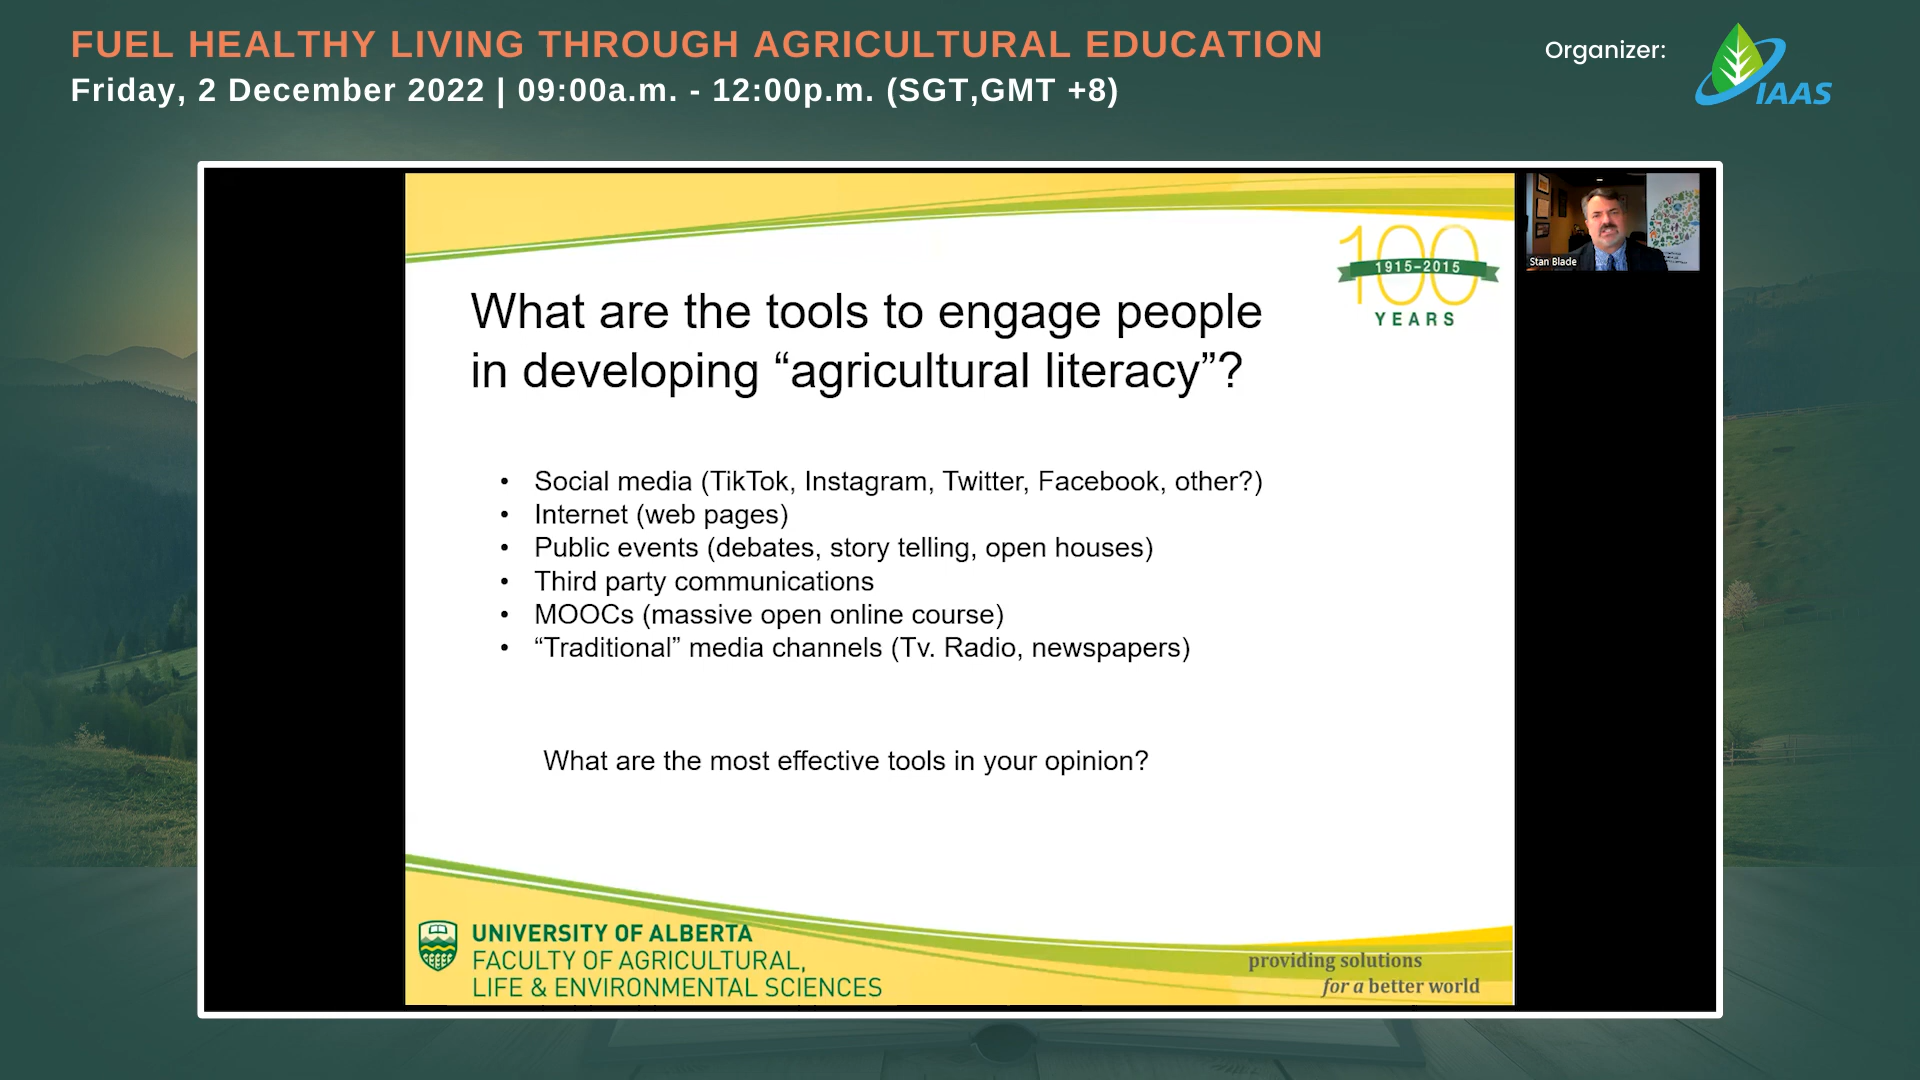 FUEL HEALTHY LIVING THROUGH AGRICULTURAL EDUCATION
Friday, 2 December 2022 | 09:00a.m. - 12:00p.m. (SGT,GMT +8)
Organizer:
IAAS
100
1915-2015
YEARS
Stan Blade
What are the tools to engage people
in developing “agricultural literacy”?
• Social media (TikTok, Instagram, Twitter, Facebook, other?)
• Internet (web pages)
• Public events (debates, story telling, open houses)
• Third party communications
• MOOCs (massive open online course)
• “Traditional” media channels (Tv. Radio, newspapers)
What are the most effective tools in your opinion?
UNIVERSITY OF ALBERTA
FACULTY OF AGRICULTURAL,
LIFE & ENVIRONMENTAL SCIENCES
providing solutions
for a better world